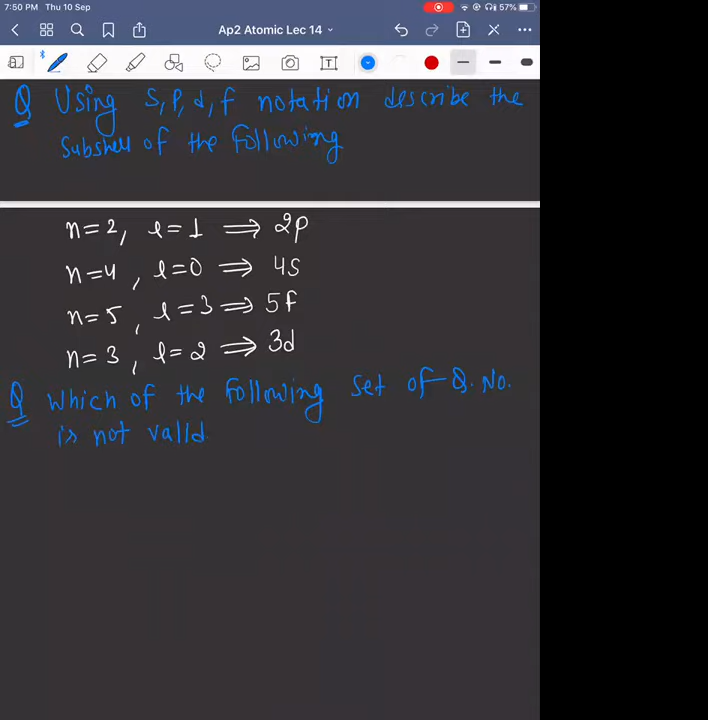 7:50 PM Thu 10 Sep 57%
Ap2 Atomic Lec 14
Q Using s, p, d, f notation describe the
subshell of the following
n=2, l=1 ⟹ 2p
n=4, l=0 ⟹ 4s
n=5, l=3 ⟹ 5f
n=3, l=2 ⟹ 3d
Q Which of the following set of Q. No.
is not valid